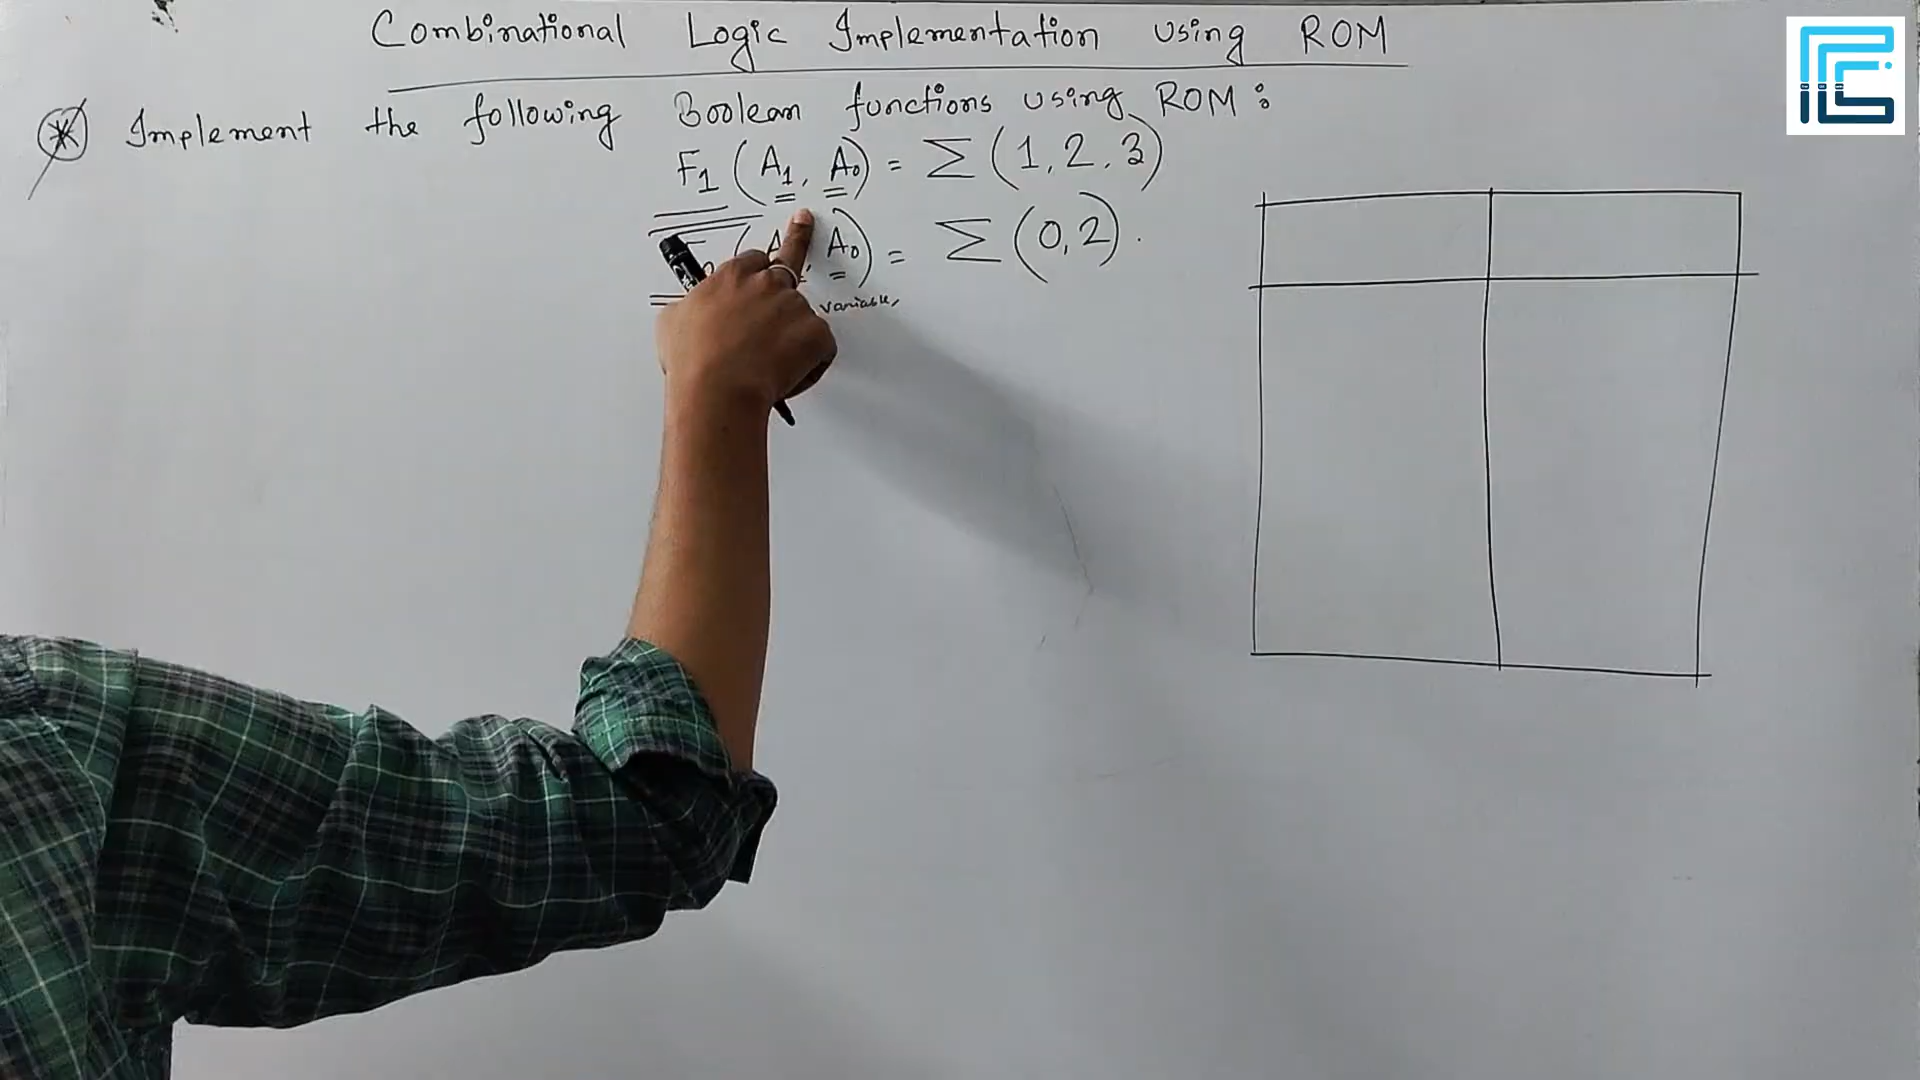 Combinational Logic Implementation using ROM
* Implement the following Boolean functions using ROM:
F₁ (A₁, A₀) = Σ (1, 2, 3)
A₀) = Σ (0, 2).
variable,